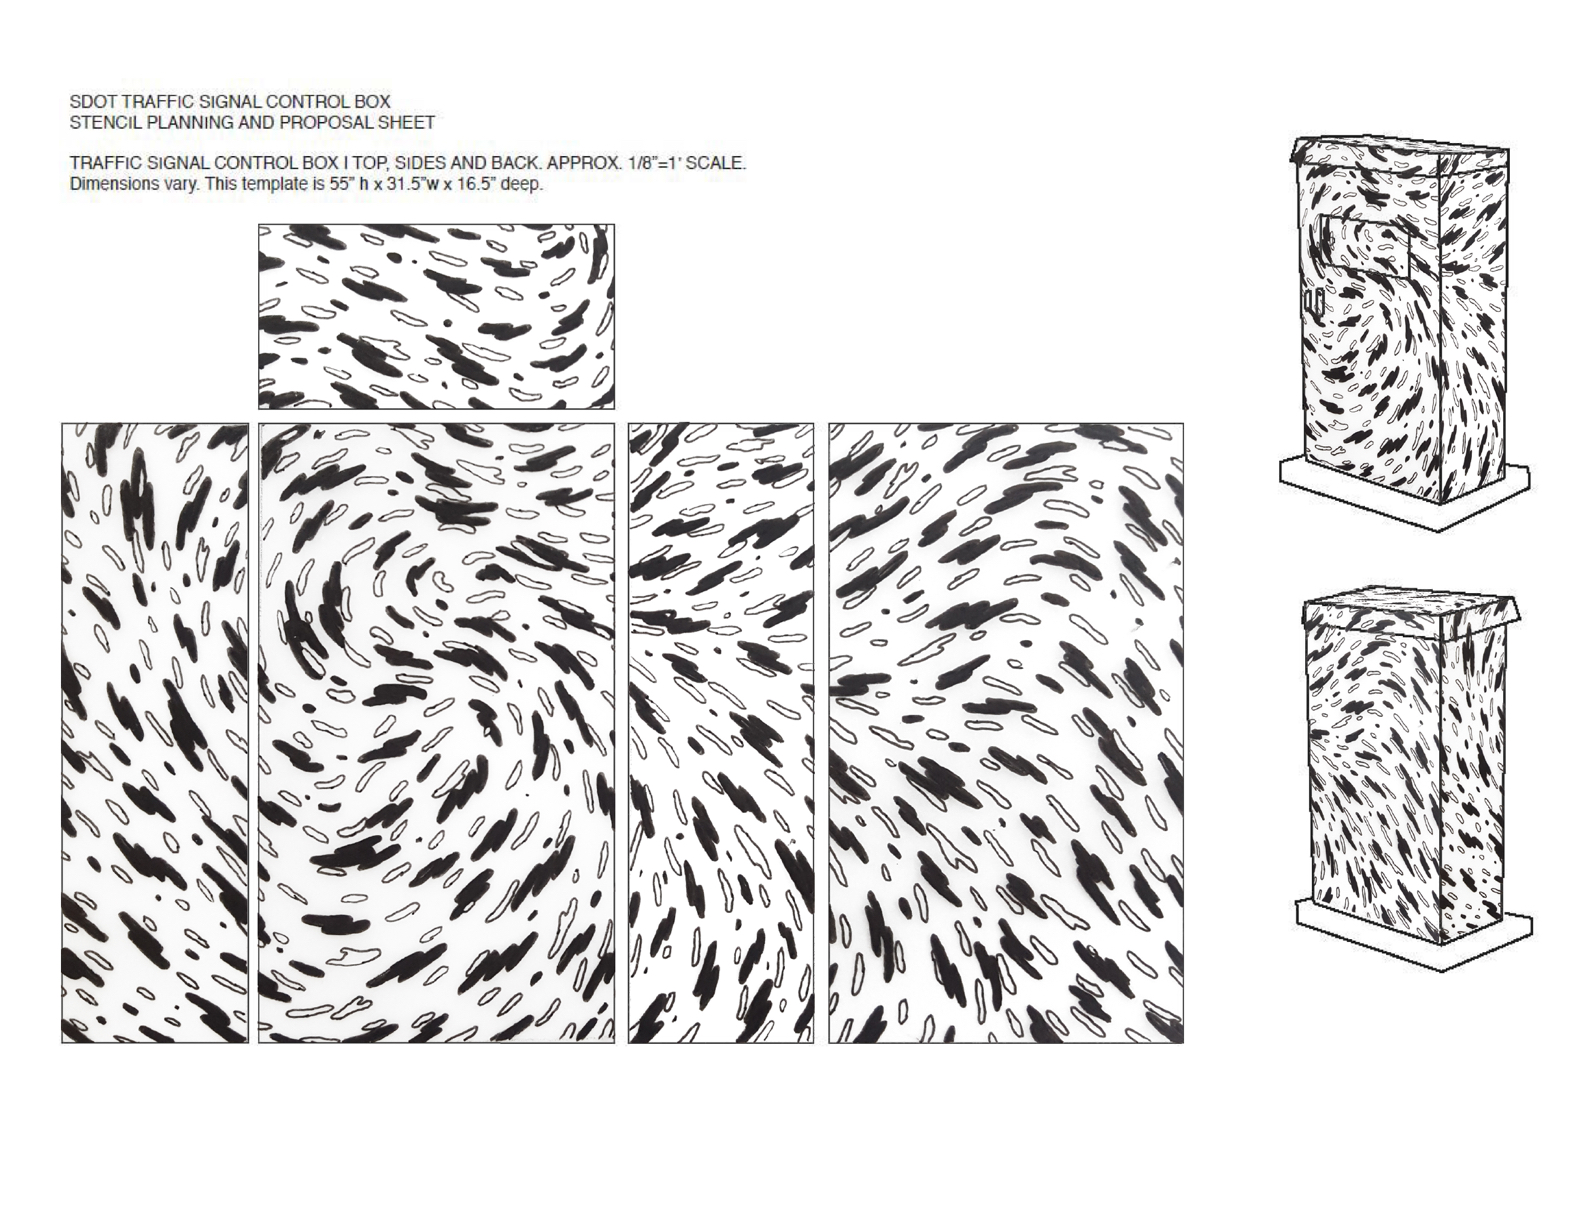 SDOT TRAFFIC SIGNAL CONTROL BOX
STENCIL PLANNING AND PROPOSAL SHEET
TRAFFIC SIGNAL CONTROL BOX I TOP, SIDES AND BACK. APPROX. 1/8"=1' SCALE.
Dimensions vary. This template is 55" h x 31.5"w x 16.5" deep.